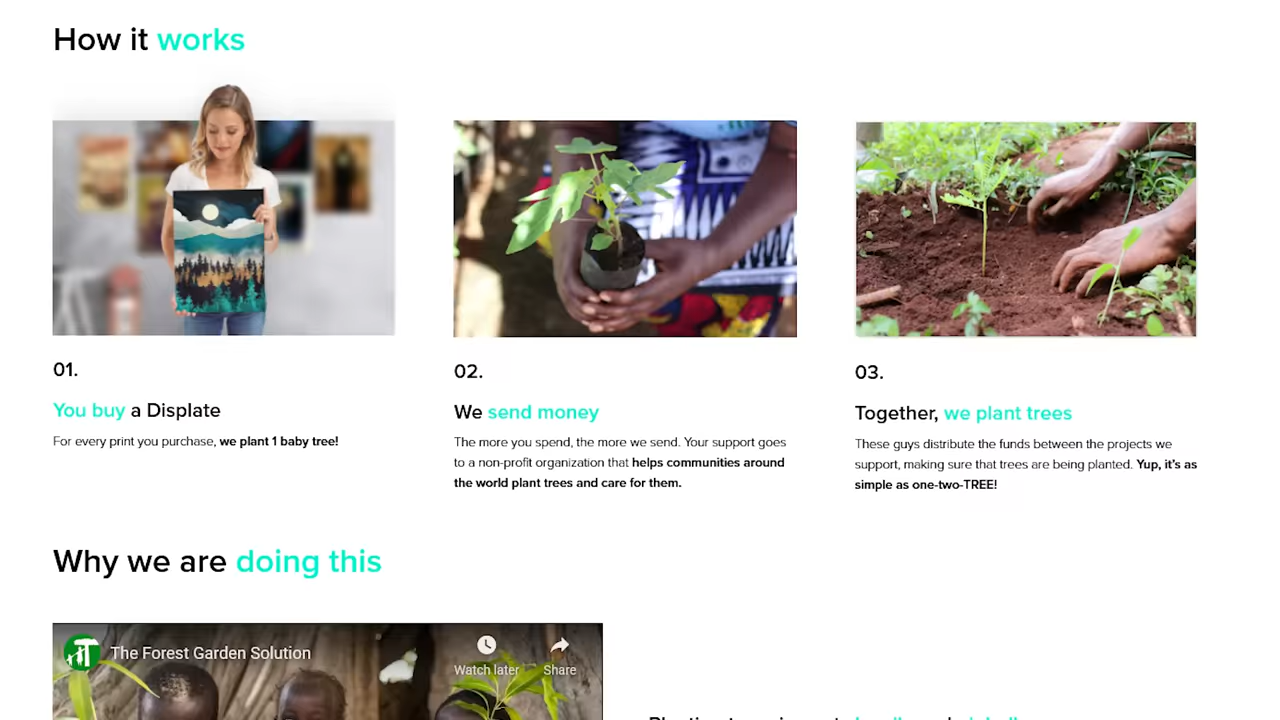 How it works
01.
You buy a Displate
For every print you purchase, we plant 1 baby tree!
02.
We send money
The more you spend, the more we send. Your support goes
to a non-profit organization that helps communities around
the world plant trees and care for them.
03.
Together, we plant trees
These guys distribute the funds between the projects we
support, making sure that trees are being planted. Yup, it's as
simple as one-two-TREE!
Why we are doing this
The Forest Garden Solution
Watch later
Share